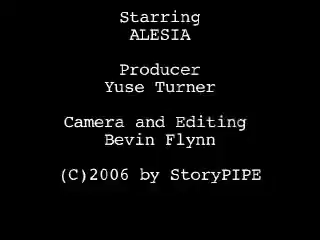 Starring
ALESIA
Producer
Yuse Turner
Camera and Editing
Bevin Flynn
(C)2006 by StoryPIPE